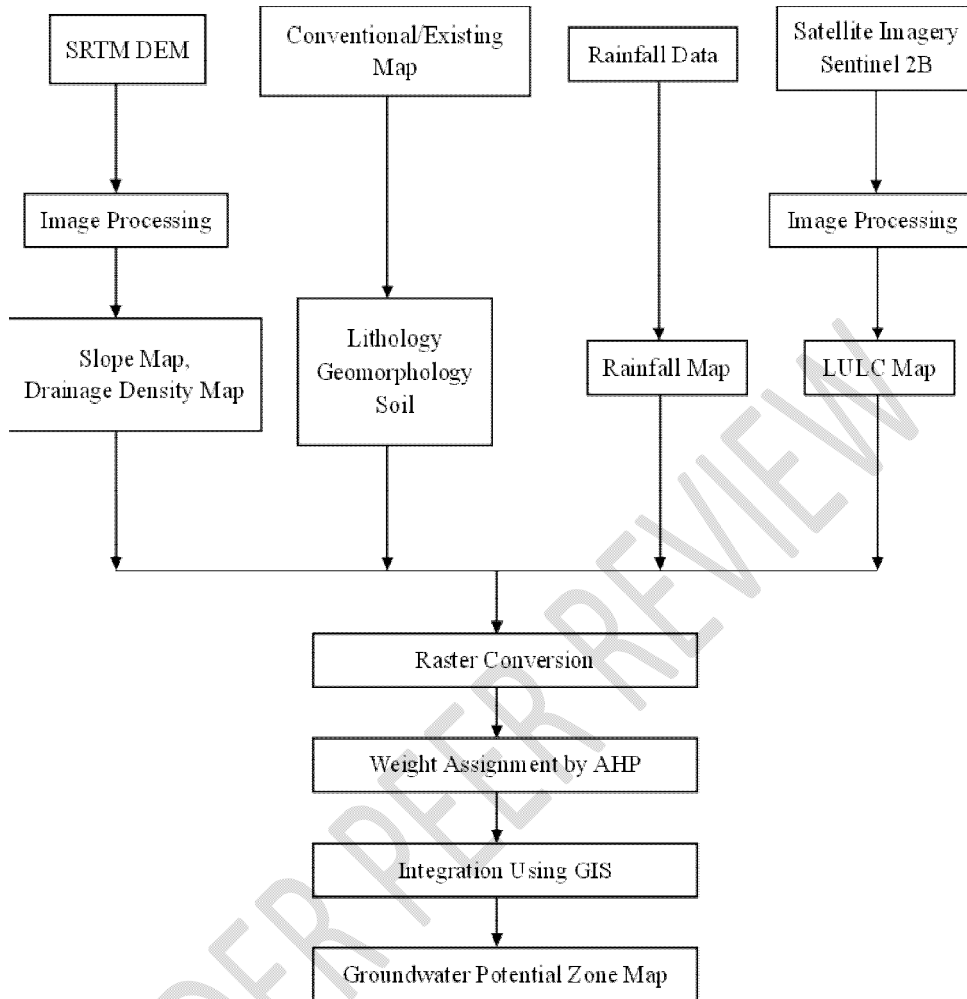 SRTM DEM
Conventional/Existing
Map
Rainfall Data
Satellite Imagery
Sentinel 2B
Image Processing
Image Processing
Slope Map,
Drainage Density Map
Lithology
Geomorphology
Soil
Rainfall Map
LULC Map
Raster Conversion
Weight Assignment by AHP
Integration Using GIS
Groundwater Potential Zone Map
DER PEER REVIEW